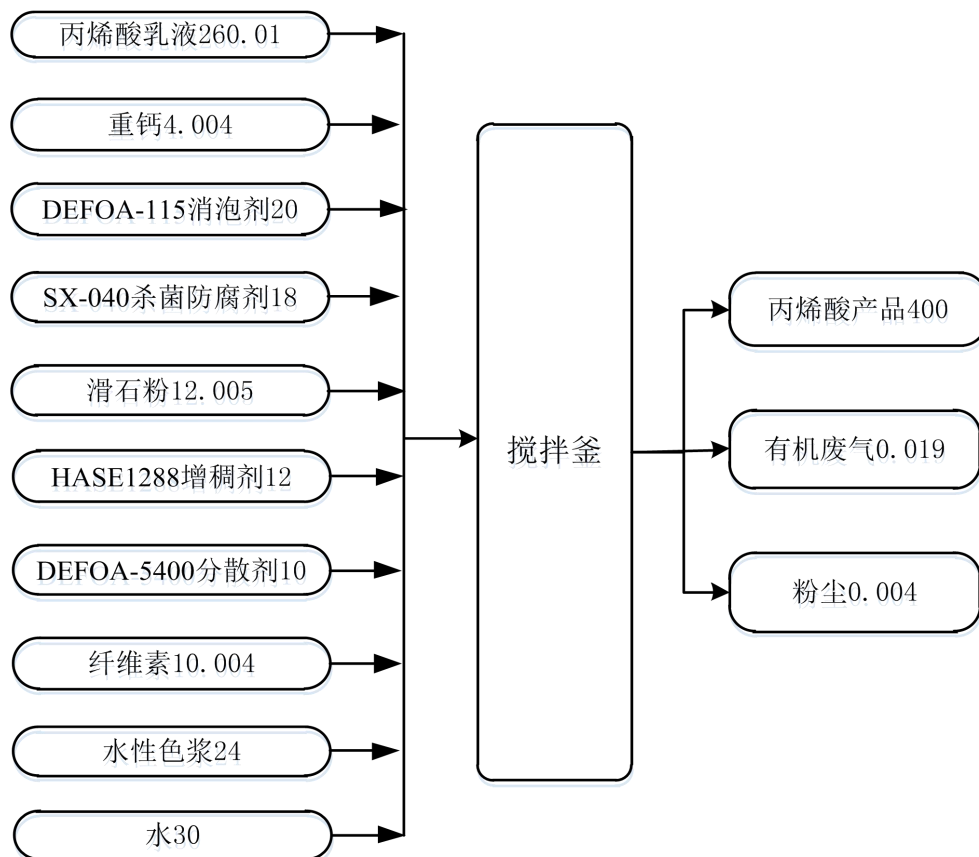 丙烯酸乳液260.01
重钙4.004
DEFOA-115消泡剂20
SX-040杀菌防腐剂18
滑石粉12.005
HASE1288增稠剂12
DEFOA-5400分散剂10
纤维素10.004
水性色浆24
水30
搅拌釜
丙烯酸产品400
有机废气0.019
粉尘0.004